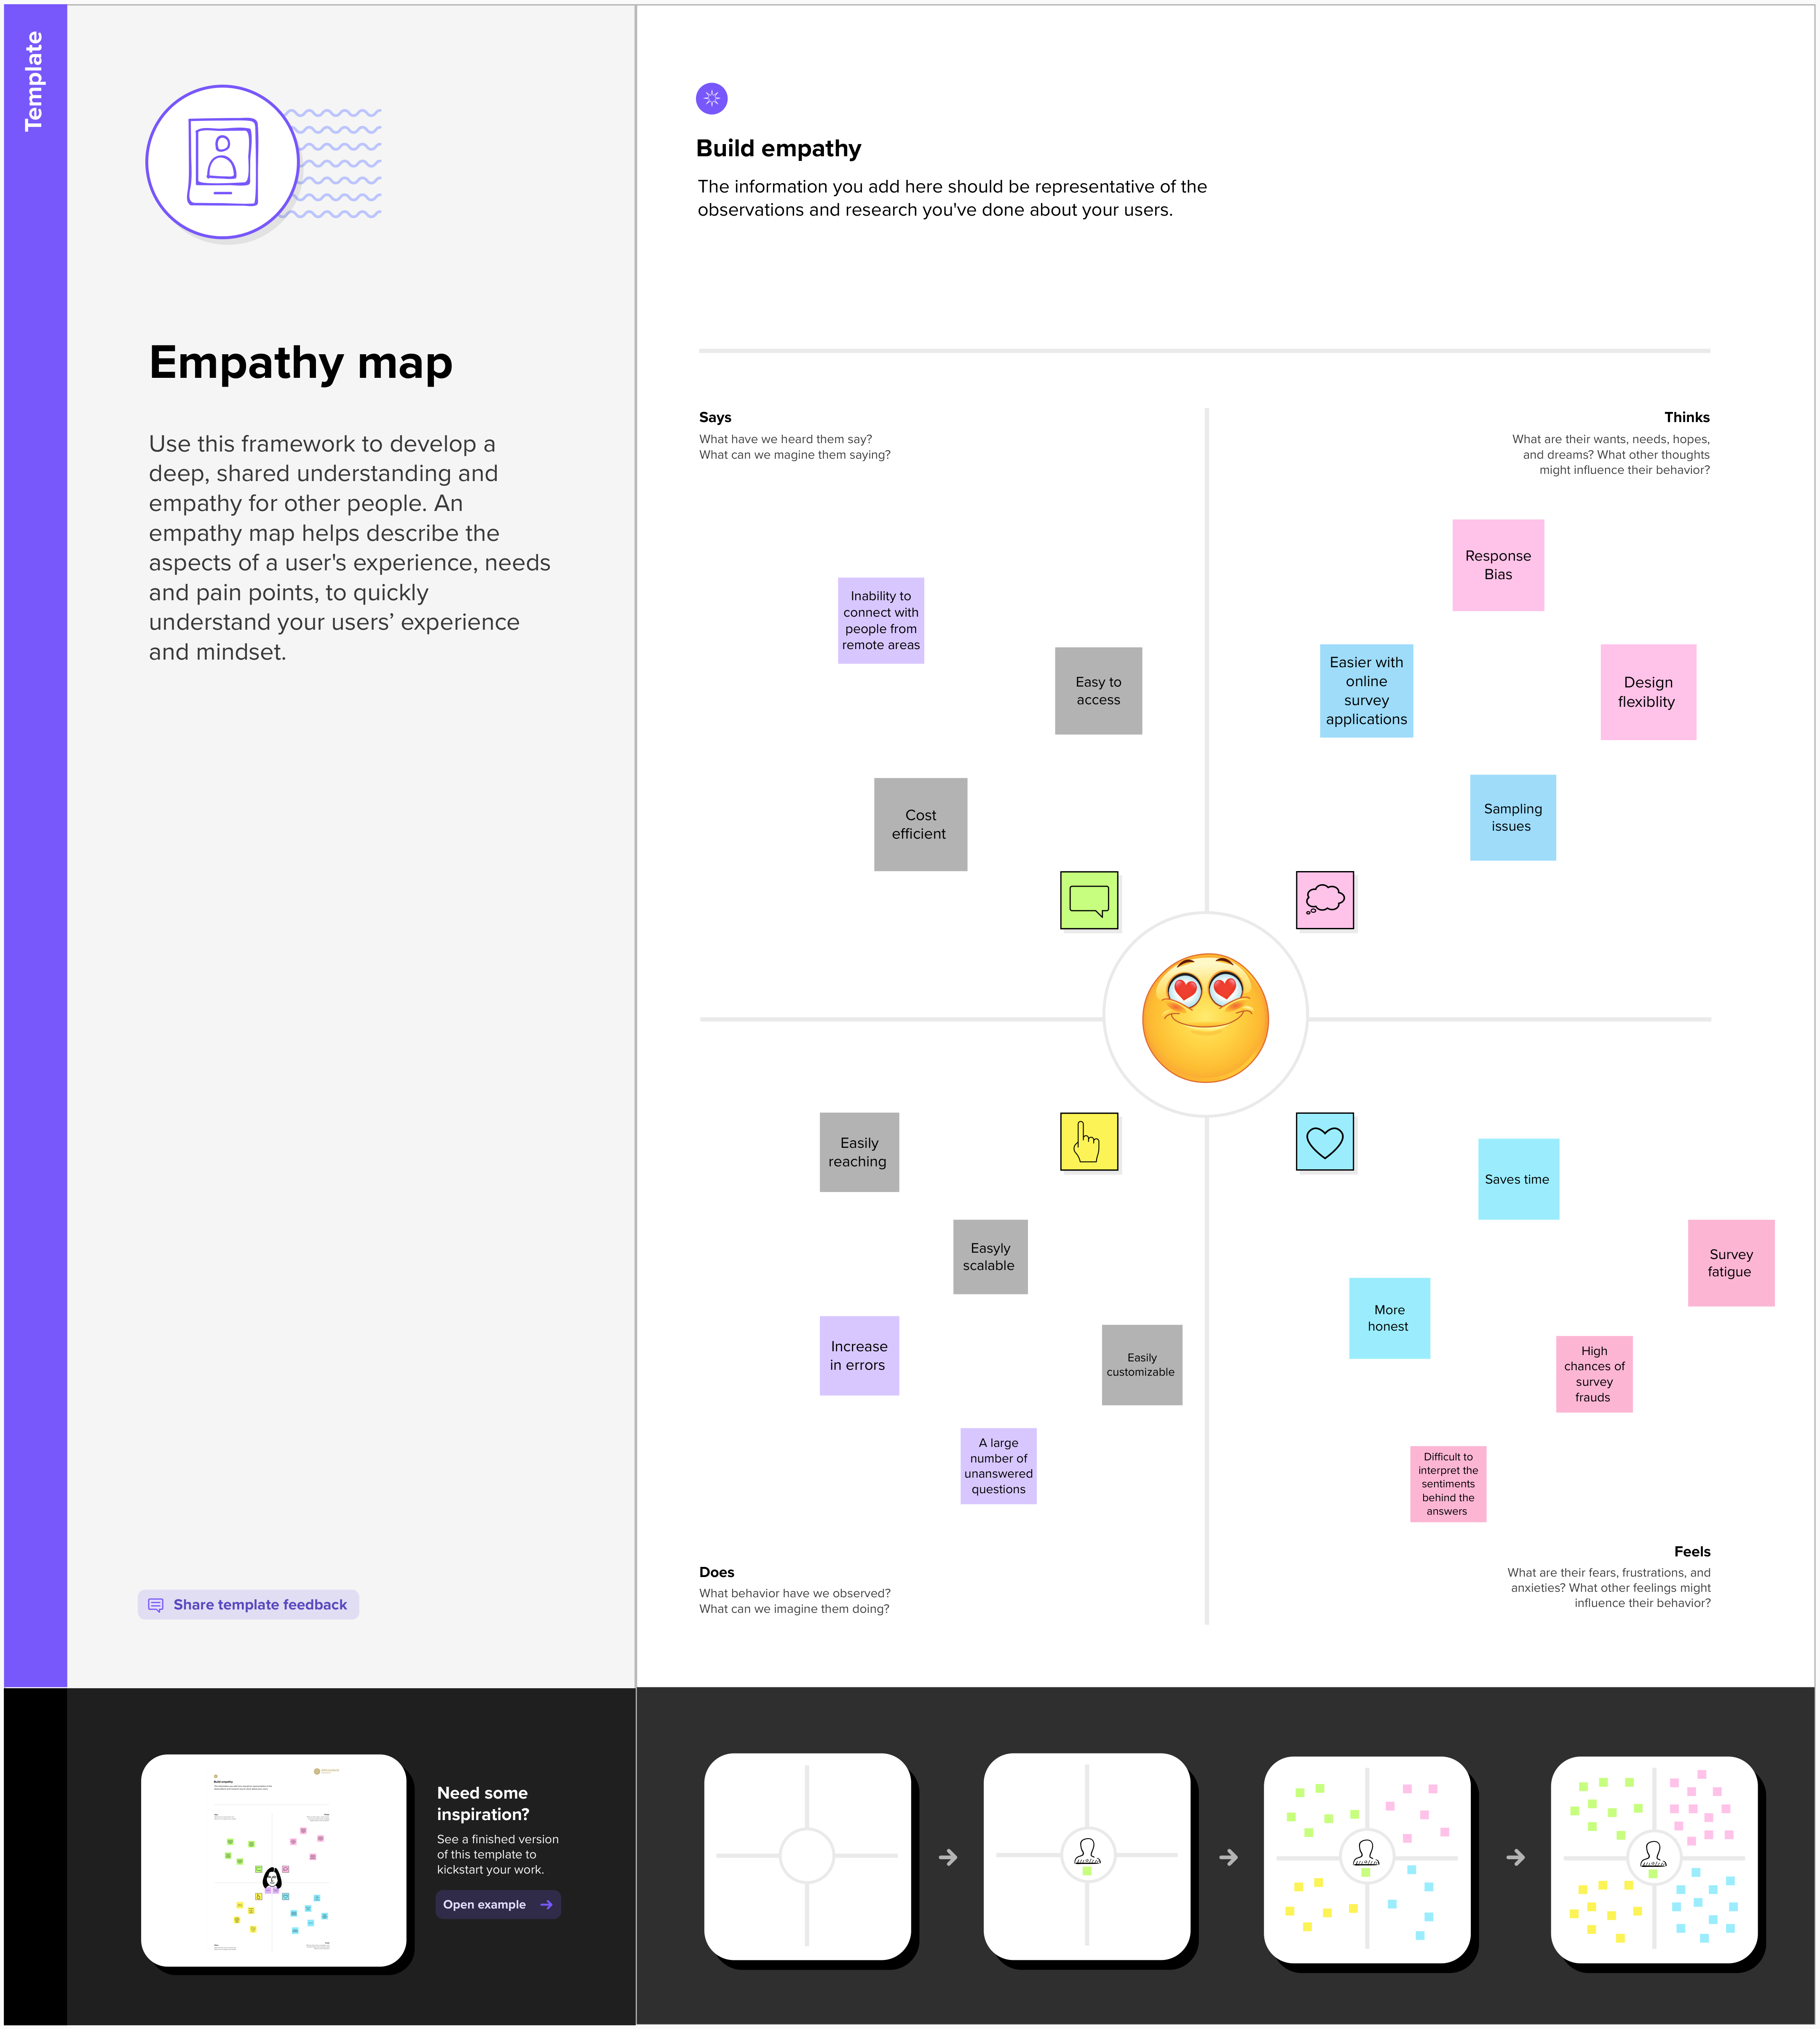 Template
Empathy map
Use this framework to develop a
deep, shared understanding and
empathy for other people. An
empathy map helps describe the
aspects of a user's experience, needs
and pain points, to quickly
understand your users’ experience
and mindset.
Share template feedback
Build empathy
The information you add here should be representative of the
observations and research you've done about your users.
Says
What have we heard them say?
What can we magine them saying?
Inability to
connect with
people from
remote areas
Easy to
access
Cost
efficient
Thinks
What are their wants, needs, hopes,
and dreams? What other thoughts
might influence their behavior?
Response
Bias
Easier with
online
survey
applications
Design
flexiblity
Sampling
issues
Easily
reaching
Easyly
scalable
Increase
in errors
Easily
customizable
A large
number of
unanswered
questions
Does
What behavior have we observed?
What can we imagine them doing?
Saves time
Survey
fatigue
More
honest
High
chances of
survey
frauds
Difficult to
interpret the
sentiments
behind the
answers
Feels
What are their fears, frustrations, and
anxieties? What other feelings might
influence their behavior?
Build empathy
Need some
inspiration?
See a finished version
of this template to
kickstart your work.
Open example